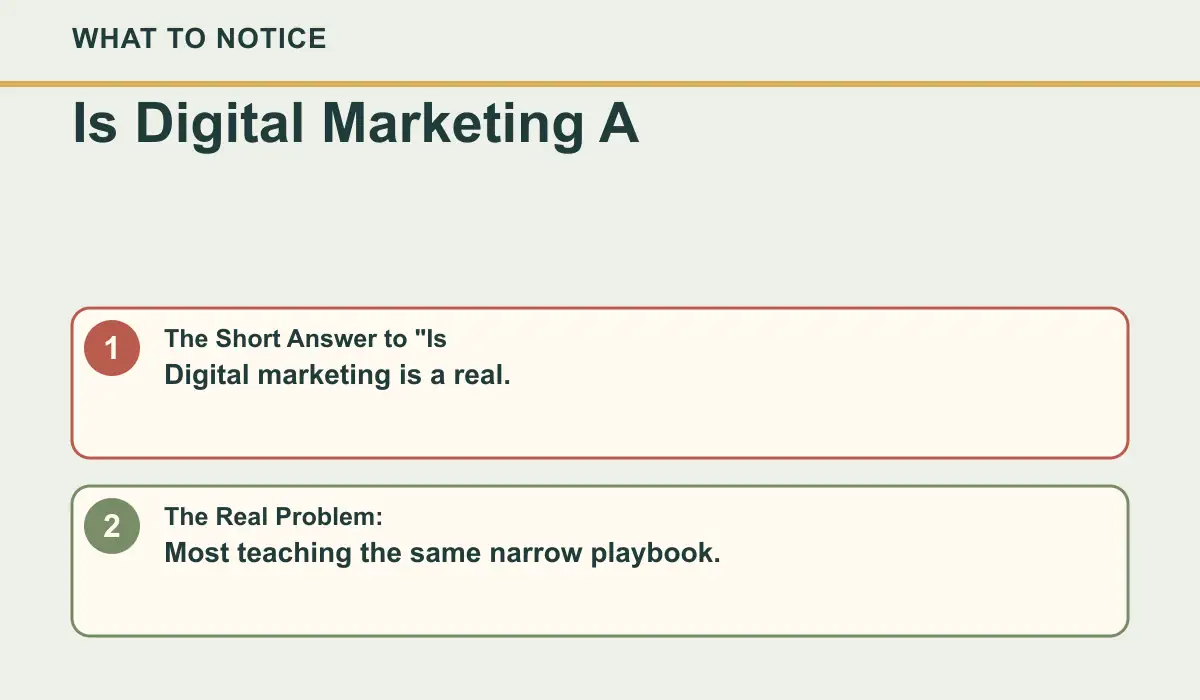 WHAT TO NOTICE
Is Digital Marketing A
1
The Short Answer to "Is
Digital marketing is a real.
2
The Real Problem:
Most teaching the same narrow playbook.